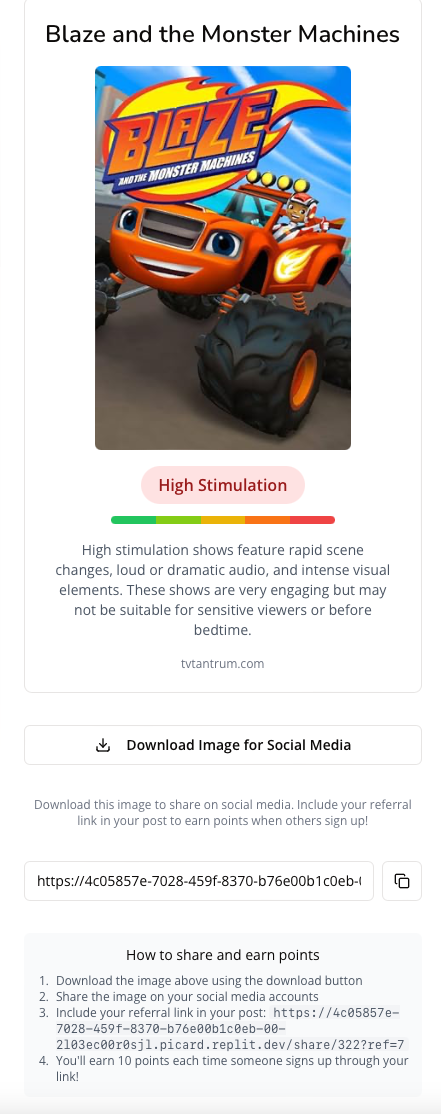 Blaze and the Monster Machines
BLAZE
AND THE MONSTER MACHINES
High Stimulation
High stimulation shows feature rapid scene
changes, loud or dramatic audio, and intense visual
elements. These shows are very engaging but may
not be suitable for sensitive viewers or before
bedtime.
tvtantrum.com
Download Image for Social Media
Download this image to share on social media. Include your referral
link in your post to earn points when others sign up!
https://4c05857e-7028-459f-8370-b76e00b1c0eb-(
How to share and earn points
1. Download the image above using the download button
2. Share the image on your social media accounts
3. Include your referral link in your post: https://4c05857e-
7028-459f-8370-b76e00b1c0eb-00-
2l03ec00r0sjl.picard.replit.dev/share/322?ref=7
4. You'll earn 10 points each time someone signs up through your
link!